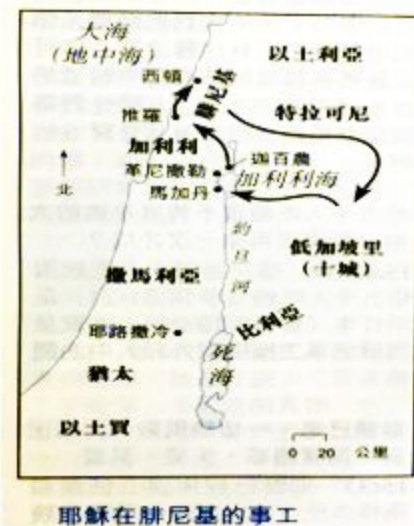 大海
(地中海)
以土利亞
西頓
腓尼基
推羅
特拉可尼
加利利
迦百農
革尼撒勒
加利利海
馬加丹
北
約旦河
低加坡里
(十城)
撒馬利亞
比利亞
耶路撒冷
死海
猶太
以土買
0 20 公里
耶穌在腓尼基的事工